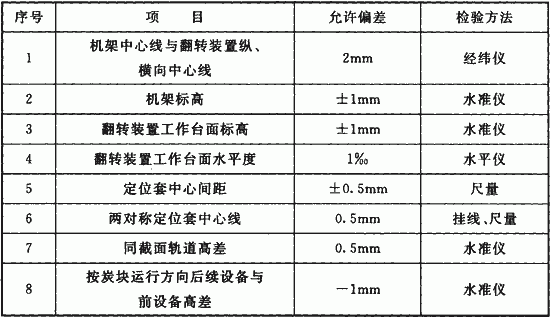 序号 项 目 允许偏差 检验方法
1 机架中心线与翻转装置纵、
横向中心线 2mm 经纬仪
2 机架标高 ±1mm 水准仪
3 翻转装置工作台面标高 ±1mm 水准仪
4 翻转装置工作台面水平度 1‰ 水平仪
5 定位套中心间距 ±0.5mm 尺量
6 两对称定位套中心线 0.5mm 挂线、尺量
7 同截面轨道高差 0.5mm 水准仪
8 按炭块运行方向后续设备与
前设备高差 －1mm 水准仪